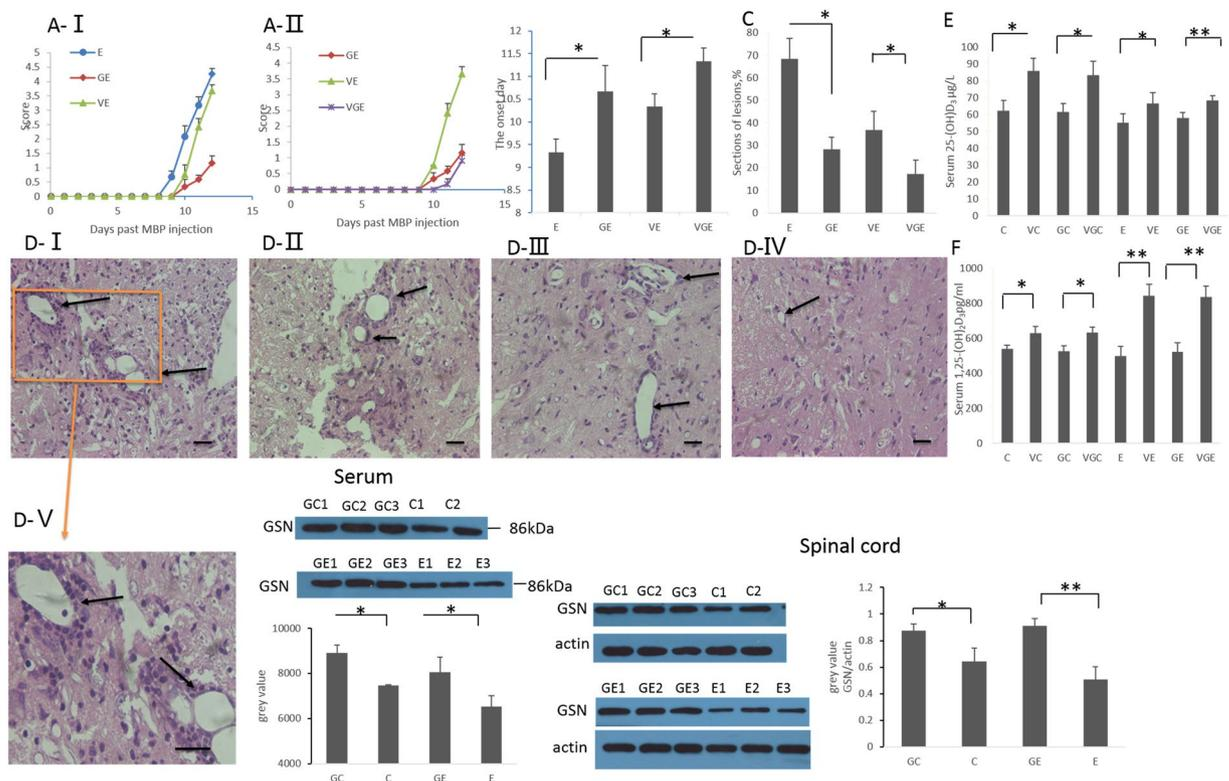 A- I
E
GE
VE
5
4.5
4
3.5
3
2.5
2
1.5
1
0.5
0
Score
0 5 10 15
Days past MBP injection
A-II
GE
VE
VGE
4.5
4
3.5
3
2.5
2
1.5
1
0.5
0
Score
0 5 10 15
Days past MBP injection
12
11.5
11
10.5
10
9.5
9
8.5
8
The onset day
* *
E GE VE VGE
C
80
70
60
50
40
30
20
10
0
Sections of lesions,%
* *
E GE VE VGE
E
100
90
80
70
60
50
40
30
20
10
0
Serum 25-(OH)D₃ μg/L
* * * **
C VC GC VGC E VE GE VGE
D- I
D-II
D-III
D-IV
F
1000
800
600
400
200
0
Serum 1,25-(OH)₂D₃pg/ml
* * ** **
C VC GC VGC E VE GE VGE
D- V
Serum
GC1 GC2 GC3 C1 C2
GSN 86kDa
GE1 GE2 GE3 E1 E2 E3
GSN 86kDa
10000
8000
6000
4000
grey value
* *
GC C GE E
Spinal cord
GC1 GC2 GC3 C1 C2
GSN
actin
GE1 GE2 GE3 E1 E2 E3
GSN
actin
1.2
1
0.8
0.6
0.4
0.2
0
grey value
GSN/actin
* **
GC C GE E